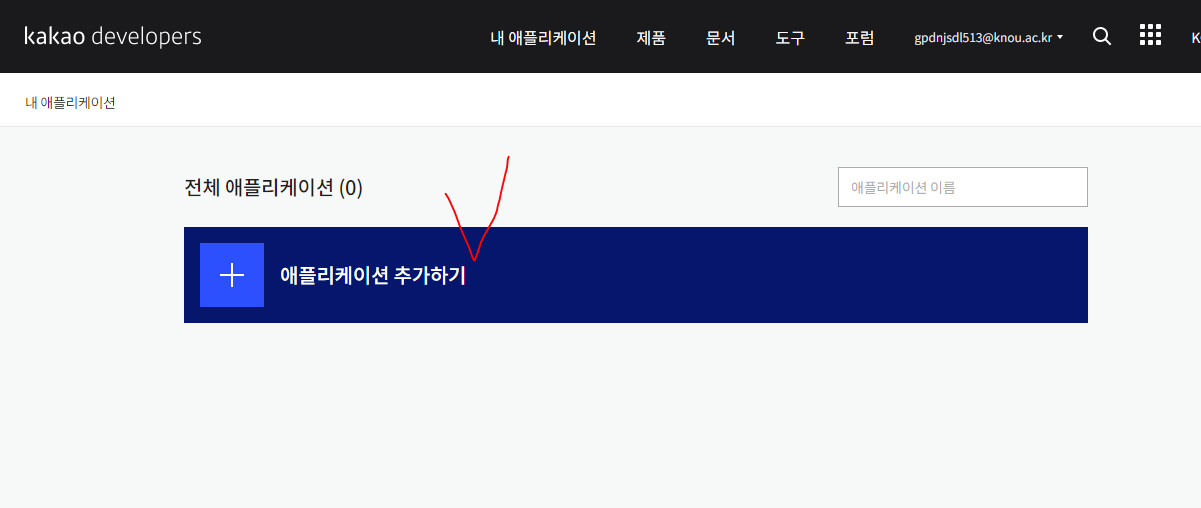 kakao developers 내 애플리케이션 제품 문서 도구 포럼 gpdnjsdl513@knou.ac.kr
내 애플리케이션
전체 애플리케이션 (0) 애플리케이션 이름
애플리케이션 추가하기